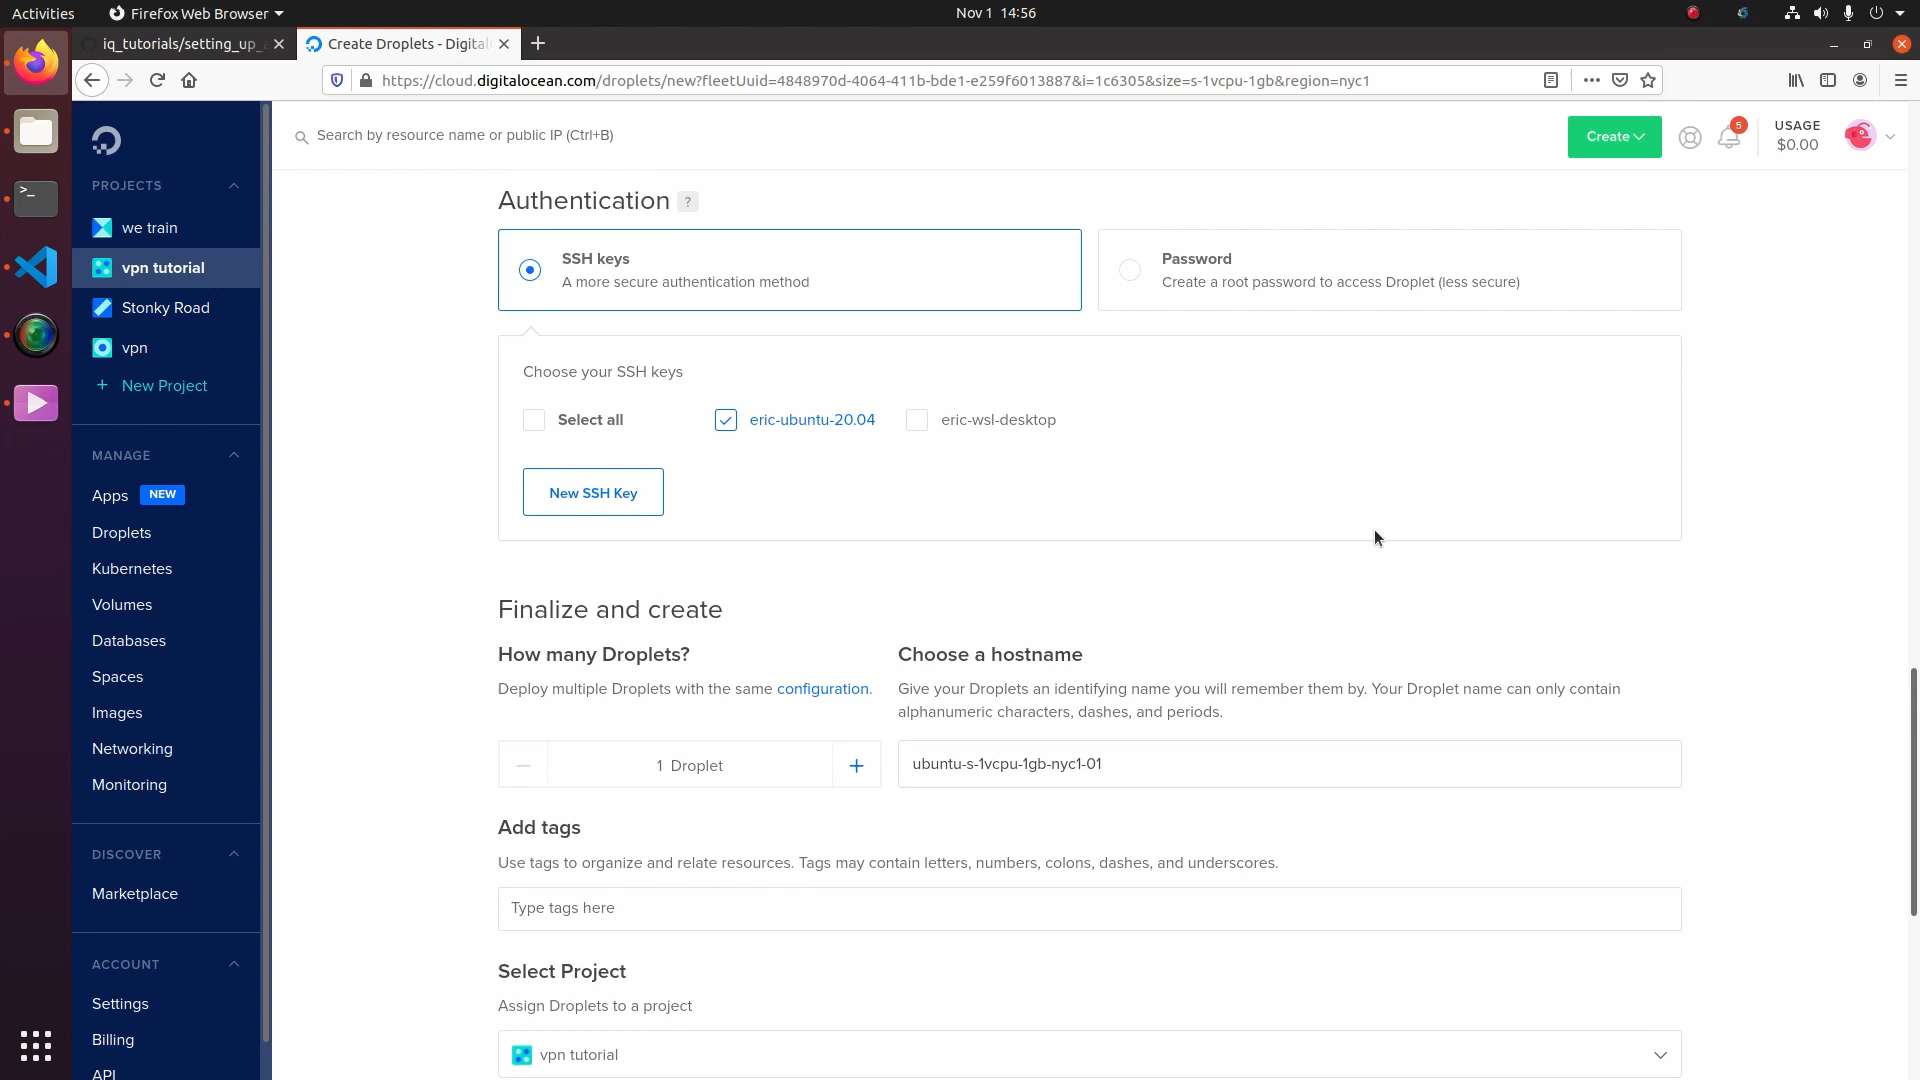 Activities
Firefox Web Browser
Nov 1 14:56
iq_tutorials/setting_up_
Create Droplets - Digital
https://cloud.digitalocean.com/droplets/new?fleetUuid=4848970d-4064-411b-bde1-e259f6013887&i=1c6305&size=s-1vcpu-1gb&region=nyc1
Search by resource name or public IP (Ctrl+B)
Create
5
USAGE
$0.00
PROJECTS
we train
vpn tutorial
Stonky Road
vpn
+ New Project
MANAGE
Apps NEW
Droplets
Kubernetes
Volumes
Databases
Spaces
Images
Networking
Monitoring
DISCOVER
Marketplace
ACCOUNT
Settings
Billing
API
Authentication ?
SSH keys
A more secure authentication method
Password
Create a root password to access Droplet (less secure)
Choose your SSH keys
Select all
eric-ubuntu-20.04
eric-wsl-desktop
New SSH Key
Finalize and create
How many Droplets?
Deploy multiple Droplets with the same configuration.
1 Droplet
Choose a hostname
Give your Droplets an identifying name you will remember them by. Your Droplet name can only contain
alphanumeric characters, dashes, and periods.
ubuntu-s-1vcpu-1gb-nyc1-01
Add tags
Use tags to organize and relate resources. Tags may contain letters, numbers, colons, dashes, and underscores.
Type tags here
Select Project
Assign Droplets to a project
vpn tutorial